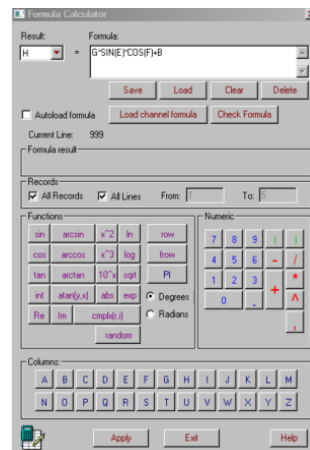 Formula Calculator
Result: Formula:
H = G*SIN(E)*COS(F)+B
Save Load Clear Delete
Autoload formula Load channel formula Check Formula
Current Line: 999
Formula result
Records
All Records All Lines From: 1 To: 5
Functions Numeric
sin arcsin x^2 ln row 7 8 9 ( )
cos arccos x^3 log frow 4 5 6 - /
tan arctan 10^x sqrt PI 1 2 3 + *
int atan(y,x) abs exp Degrees 0 . ^
Re Im cmplx(r,i) Radians ,
random
Columns:
A B C D E F G H I J K L M
N O P Q R S T U V W X Y Z
Apply Exit Help